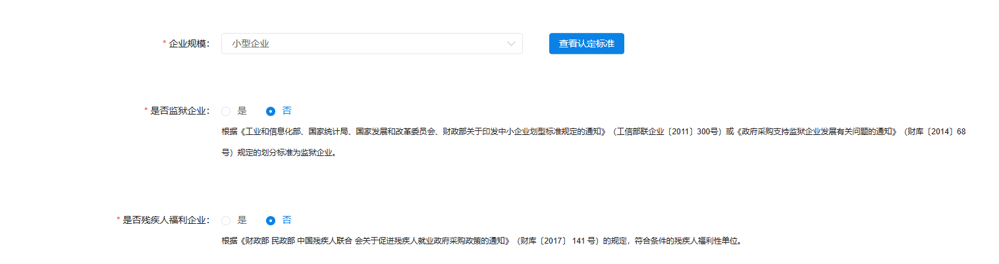 * 企业规模： 小型企业 查看认定标准
* 是否监狱企业： 是 否
根据《工业和信息化部、国家统计局、国家发展和改革委员会、财政部关于印发中小企业划型标准规定的通知》（工信部联企业〔2011〕300号）或《政府采购支持监狱企业发展有关问题的通知》（财库〔2014〕68
号）规定的划分标准为监狱企业。
* 是否残疾人福利企业： 是 否
根据《财政部 民政部 中国残疾人联合 会关于促进残疾人就业政府采购政策的通知》（财库〔2017〕 141 号）的规定，符合条件的残疾人福利性单位。